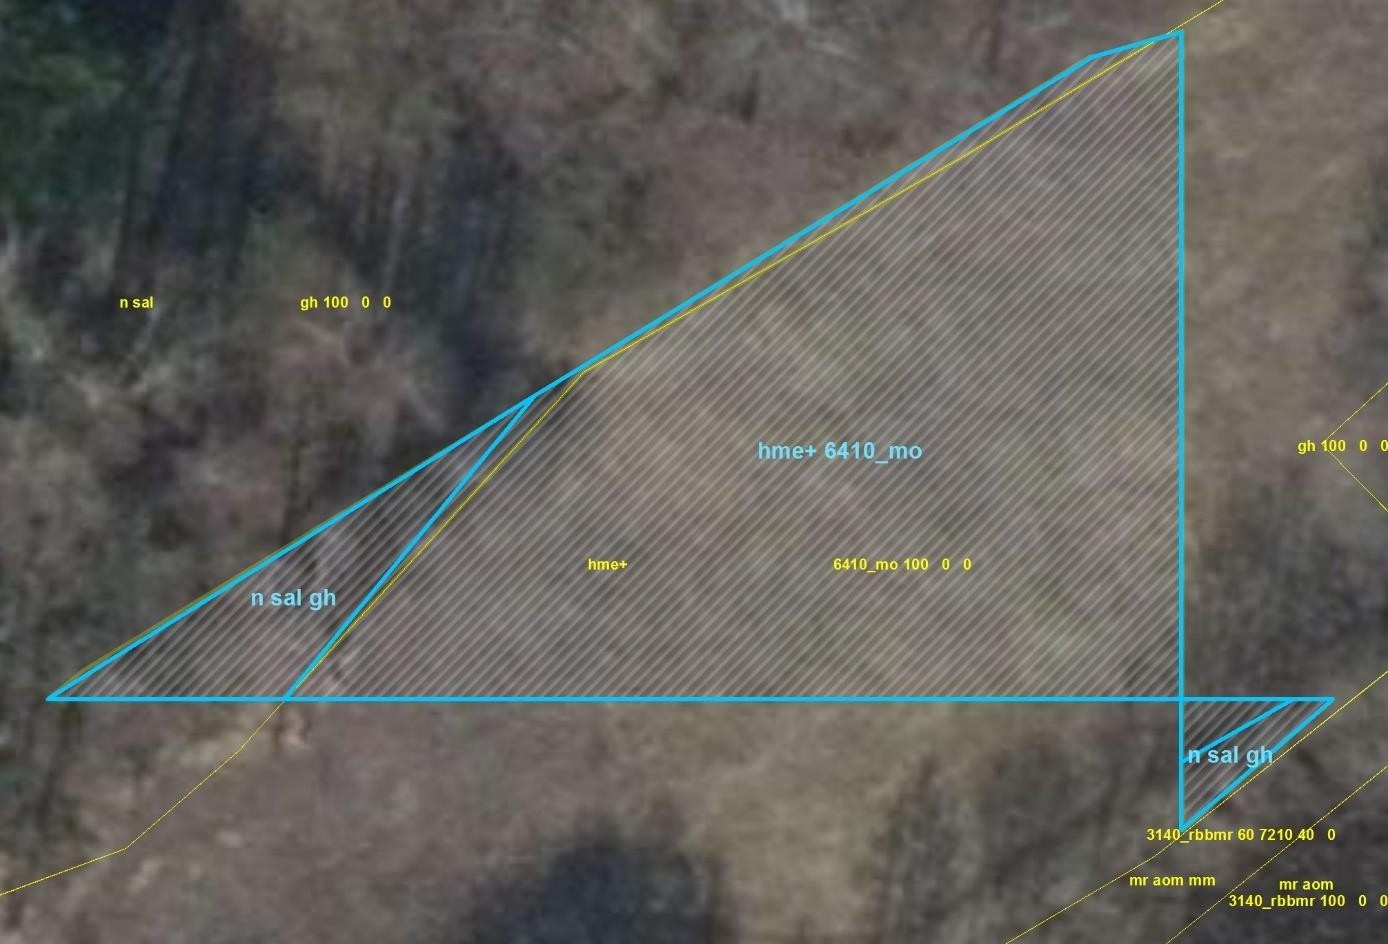 n sal gh 100 0 0
hme+ 6410_mo
gh 100 0 0
hme+ 6410_mo 100 0 0
n sal gh
n sal gh
3140_rbbmr 60 7210 40 0
mr aom mm
mr aom
3140_rbbmr 100 0 0